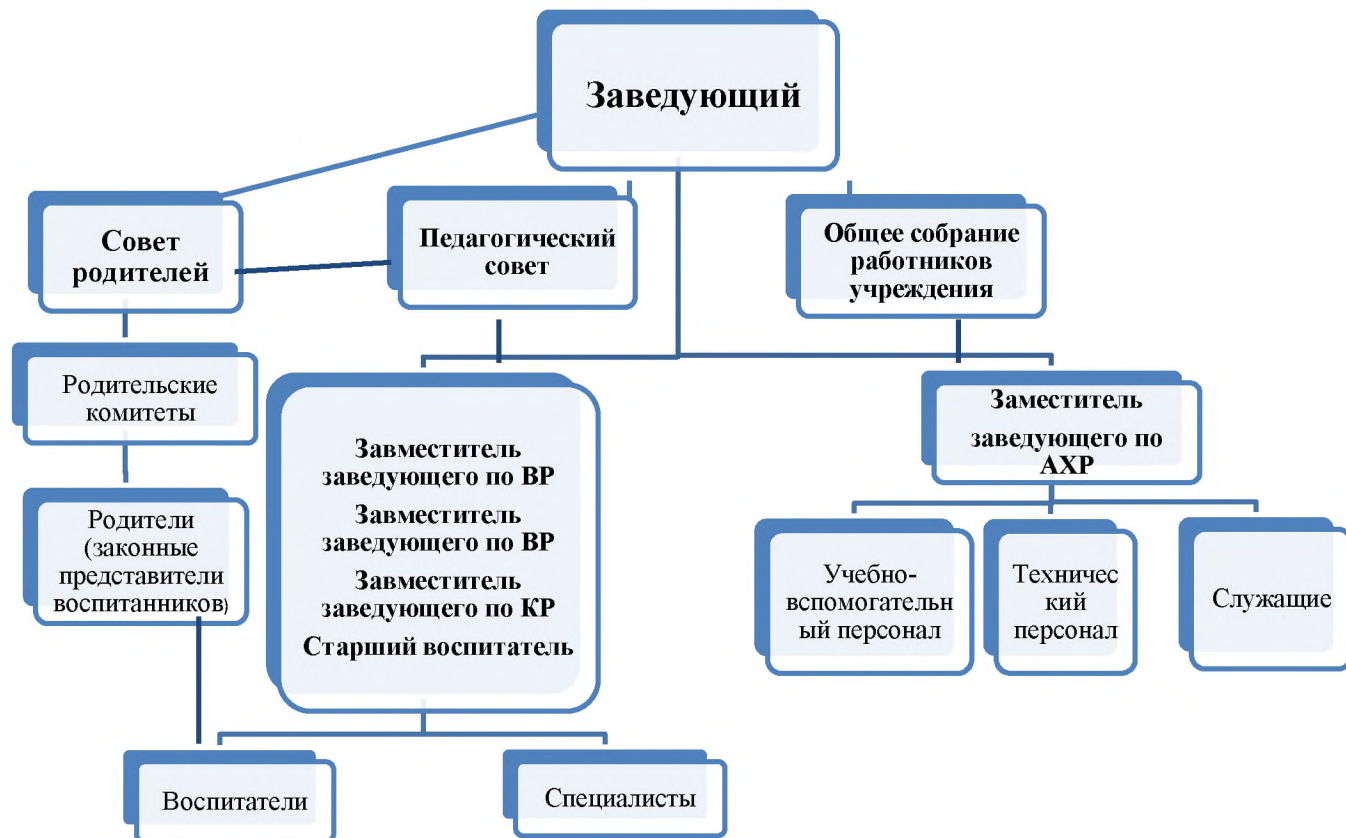 Заведующий
Совет
родителей
Педагогический
совет
Общее собрание
работников
учреждения
Родительские
комитеты
Завместитель
заведующего по ВР
Завместитель
заведующего по ВР
Завместитель
заведующего по КР
Старший воспитатель
Заместитель
заведующего по
АХР
Родители
(законные
представители
воспитанников)
Учебно-
вспомогательн
ый персонал
Техничес
кий
персонал
Служащие
Воспитатели
Специалисты